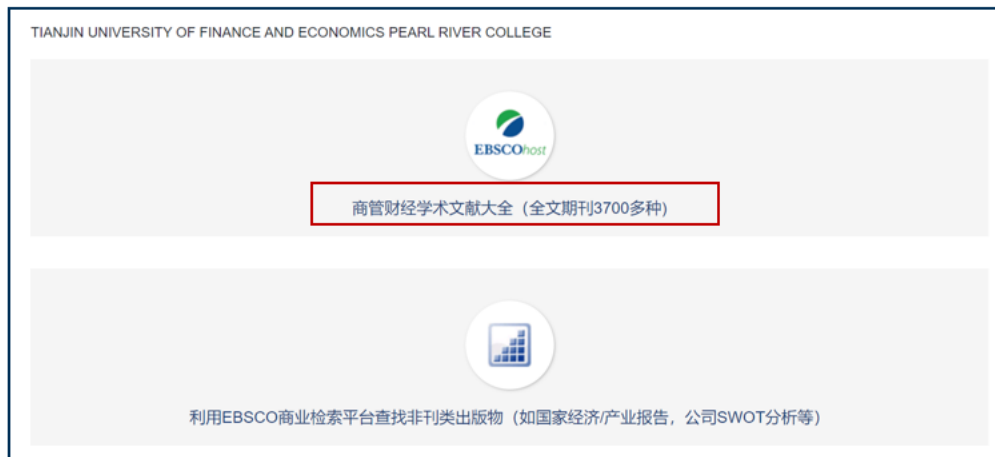 TIANJIN UNIVERSITY OF FINANCE AND ECONOMICS PEARL RIVER COLLEGE
EBSCOhost
商管财经学术文献大全（全文期刊3700多种)
利用EBSCO商业检索平台查找非刊类出版物（如国家经济/产业报告，公司SWOT分析等）